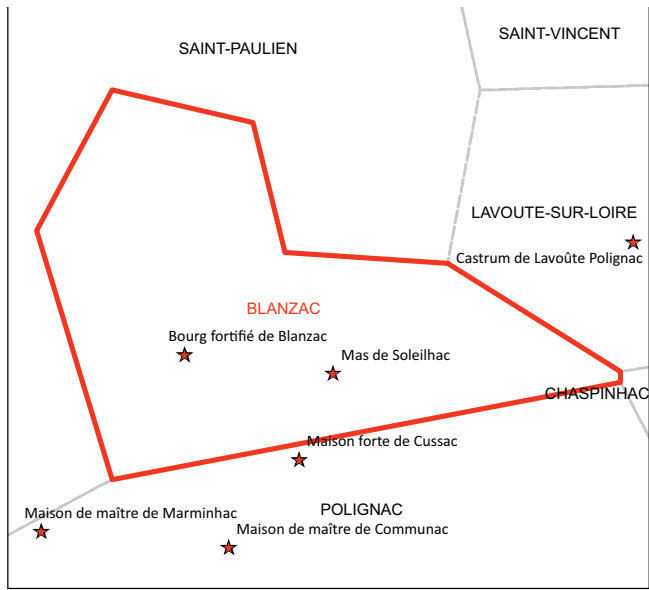 SAINT-VINCENT
SAINT-PAULIEN
LAVOUTE-SUR-LOIRE
Castrum de Lavoûte Polignac
BLANZAC
Bourg fortifié de Blanzac
Mas de Soleilhac
CHASPINHAC
Maison forte de Cussac
POLIGNAC
Maison de maître de Marminhac
Maison de maître de Communac